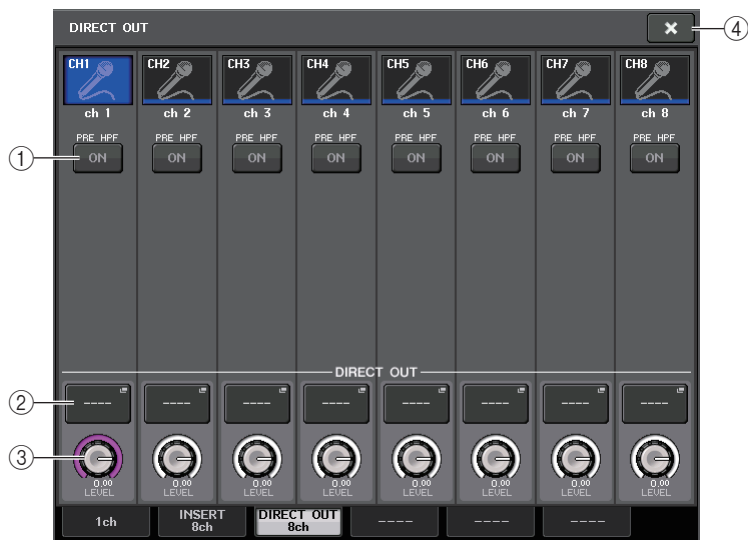 DIRECT OUT
④
CH1 CH2 CH3 CH4 CH5 CH6 CH7 CH8
ch 1 ch 2 ch 3 ch 4 ch 5 ch 6 ch 7 ch 8
PRE HPF PRE HPF PRE HPF PRE HPF PRE HPF PRE HPF PRE HPF PRE HPF
① ON ON ON ON ON ON ON ON
DIRECT OUT
② ---- ---- ---- ---- ---- ---- ---- ----
③
0.00 0.00 0.00 0.00 0.00 0.00 0.00 0.00
LEVEL LEVEL LEVEL LEVEL LEVEL LEVEL LEVEL LEVEL
1ch INSERT 8ch DIRECT OUT 8ch ---- ---- ----